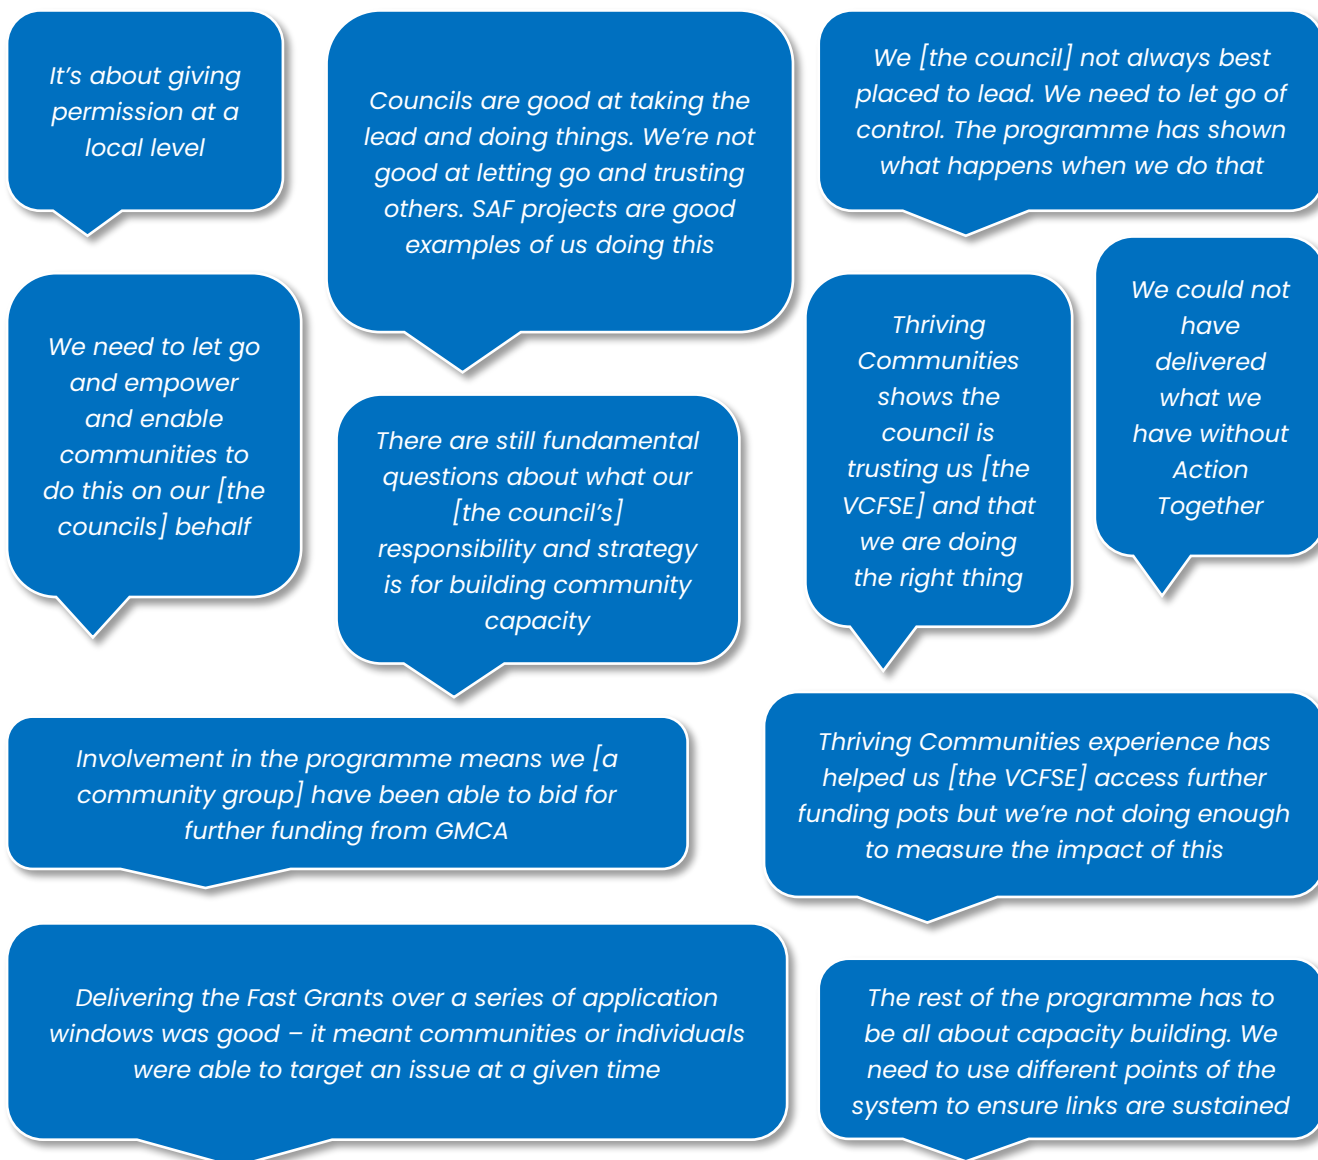 It’s about giving
permission at a
local level
Councils are good at taking the
lead and doing things. We’re not
good at letting go and trusting
others. SAF projects are good
examples of us doing this
We [the council] not always best
placed to lead. We need to let go of
control. The programme has shown
what happens when we do that
We need to let go
and empower
and enable
communities to
do this on our [the
councils] behalf
There are still fundamental
questions about what our
[the council’s]
responsibility and strategy
is for building community
capacity
Thriving
Communities
shows the
council is
trusting us [the
VCFSE] and that
we are doing
the right thing
We could not
have
delivered
what we
have without
Action
Together
Involvement in the programme means we [a
community group] have been able to bid for
further funding from GMCA
Thriving Communities experience has
helped us [the VCFSE] access further
funding pots but we’re not doing enough
to measure the impact of this
Delivering the Fast Grants over a series of application
windows was good – it meant communities or individuals
were able to target an issue at a given time
The rest of the programme has to
be all about capacity building. We
need to use different points of the
system to ensure links are sustained